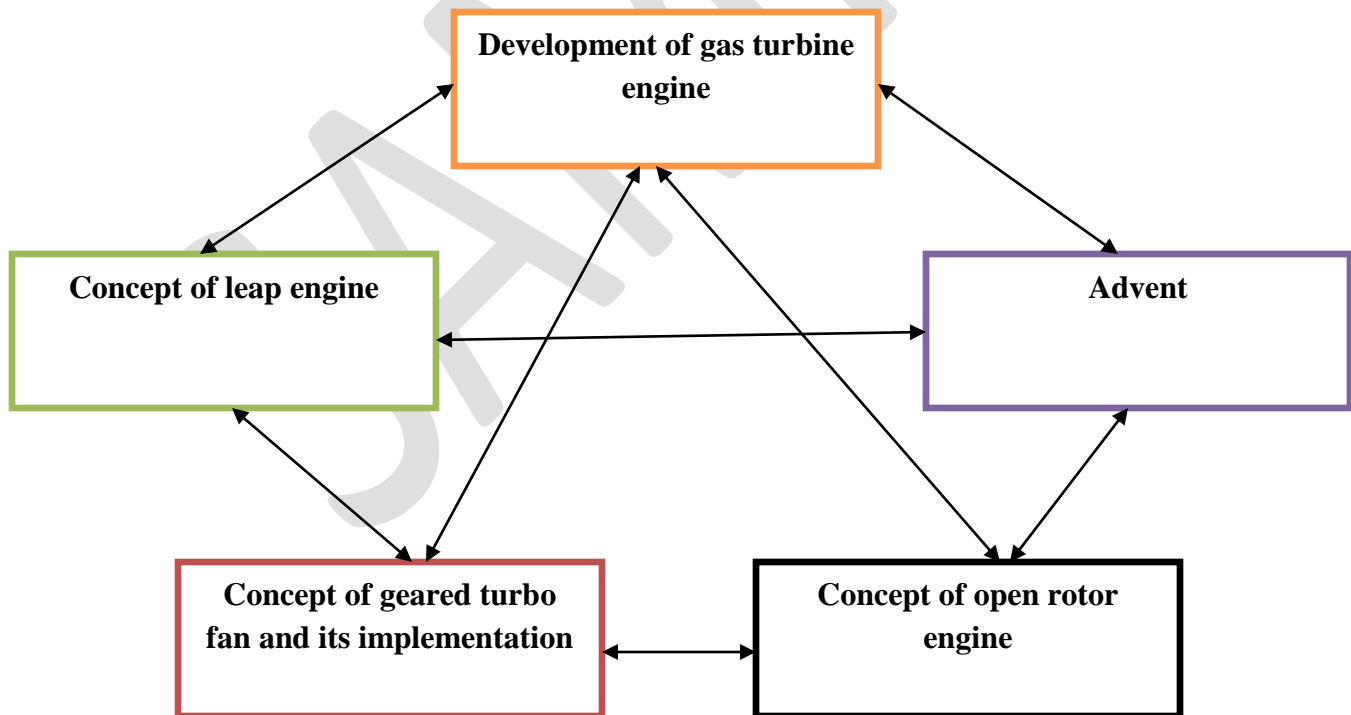 Development of gas turbine
engine
Concept of leap engine
Advent
Concept of geared turbo
fan and its implementation
Concept of open rotor
engine